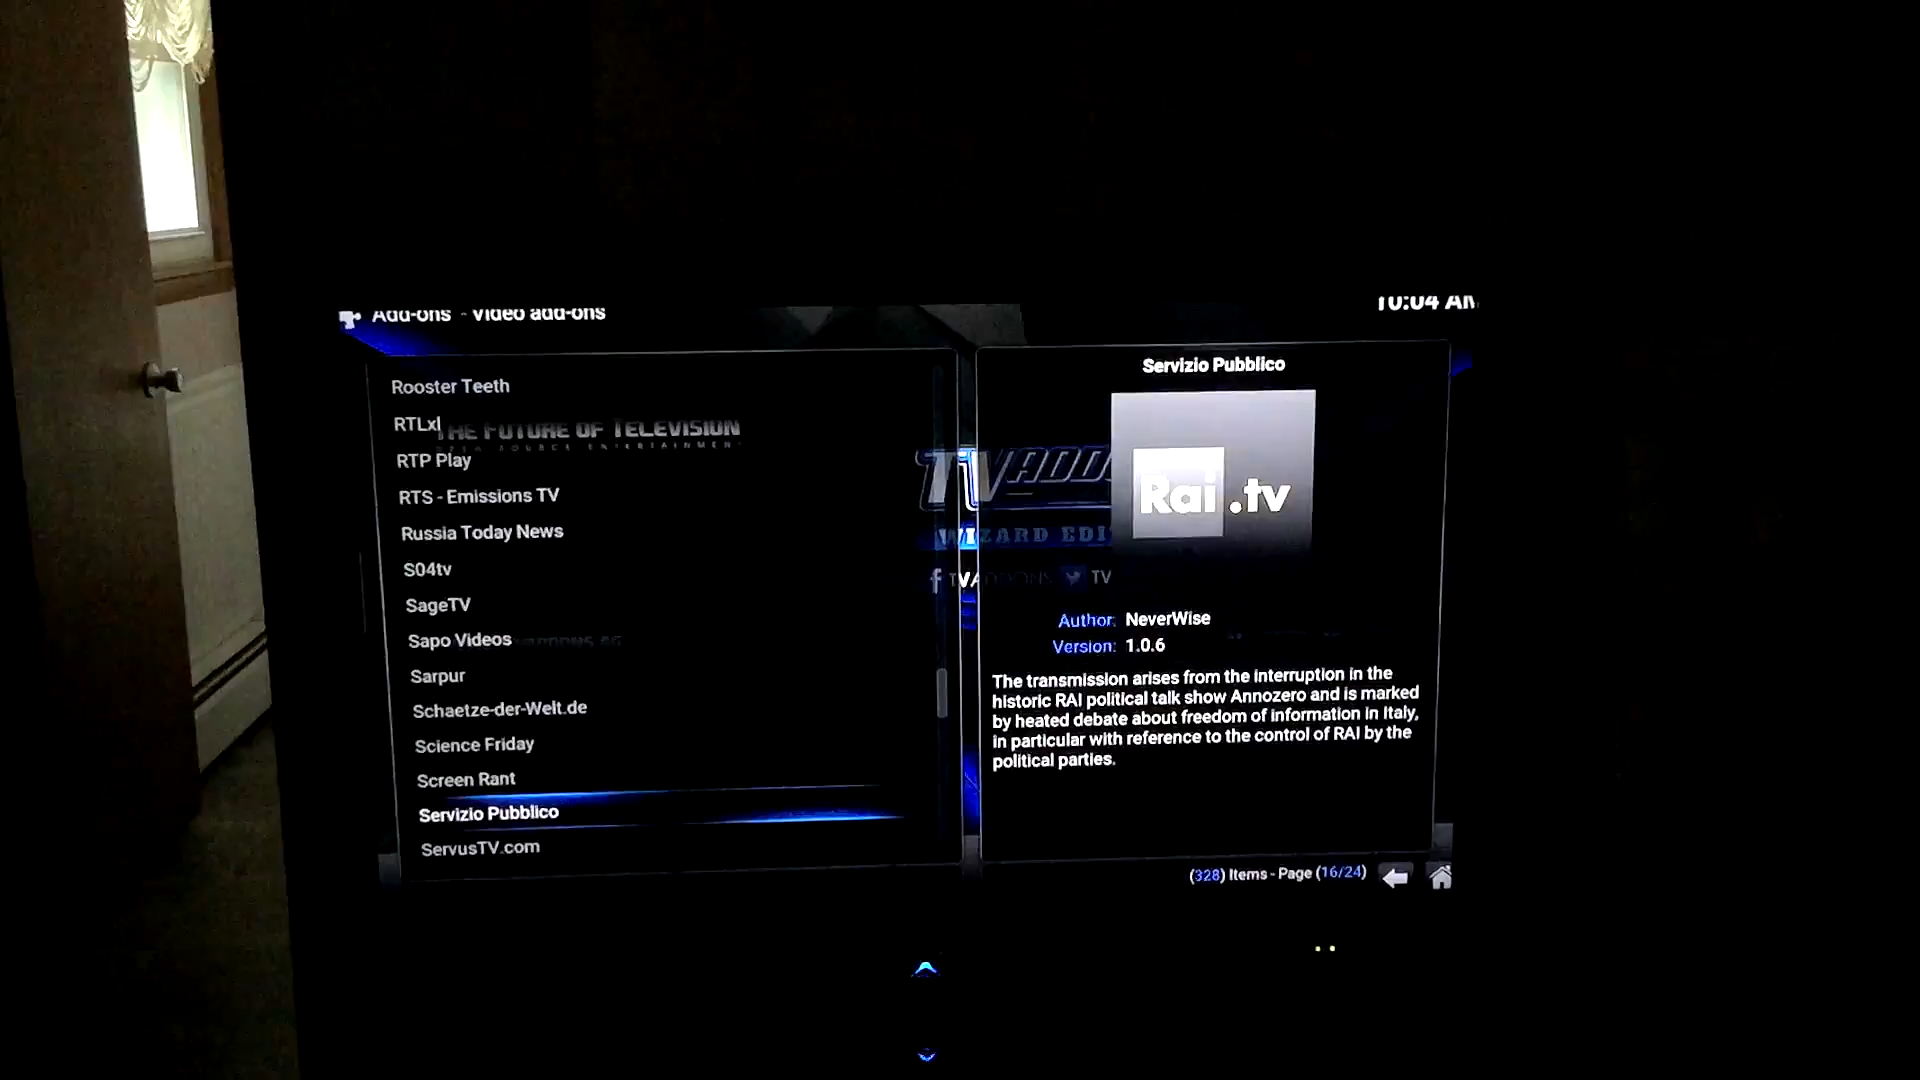 Add-ons - Video add-ons
10:04 AM
Rooster Teeth
RTLxl
THE FUTURE OF TELEVISION
OPEN SOURCE ENTERTAINMENT
RTP Play
RTS - Emissions TV
Russia Today News
S04tv
SageTV
Sapo Videos
Sarpur
Schaetze-der-Welt.de
Science Friday
Screen Rant
Servizio Pubblico
ServusTV.com
TVADD
WIZARD EDI
f TVADDONS TV
Servizio Pubblico
Rai.tv
Author: NeverWise
Version: 1.0.6
The transmission arises from the interruption in the
historic RAI political talk show Annozero and is marked
by heated debate about freedom of information in Italy,
in particular with reference to the control of RAI by the
political parties.
(328) Items - Page (16/24)